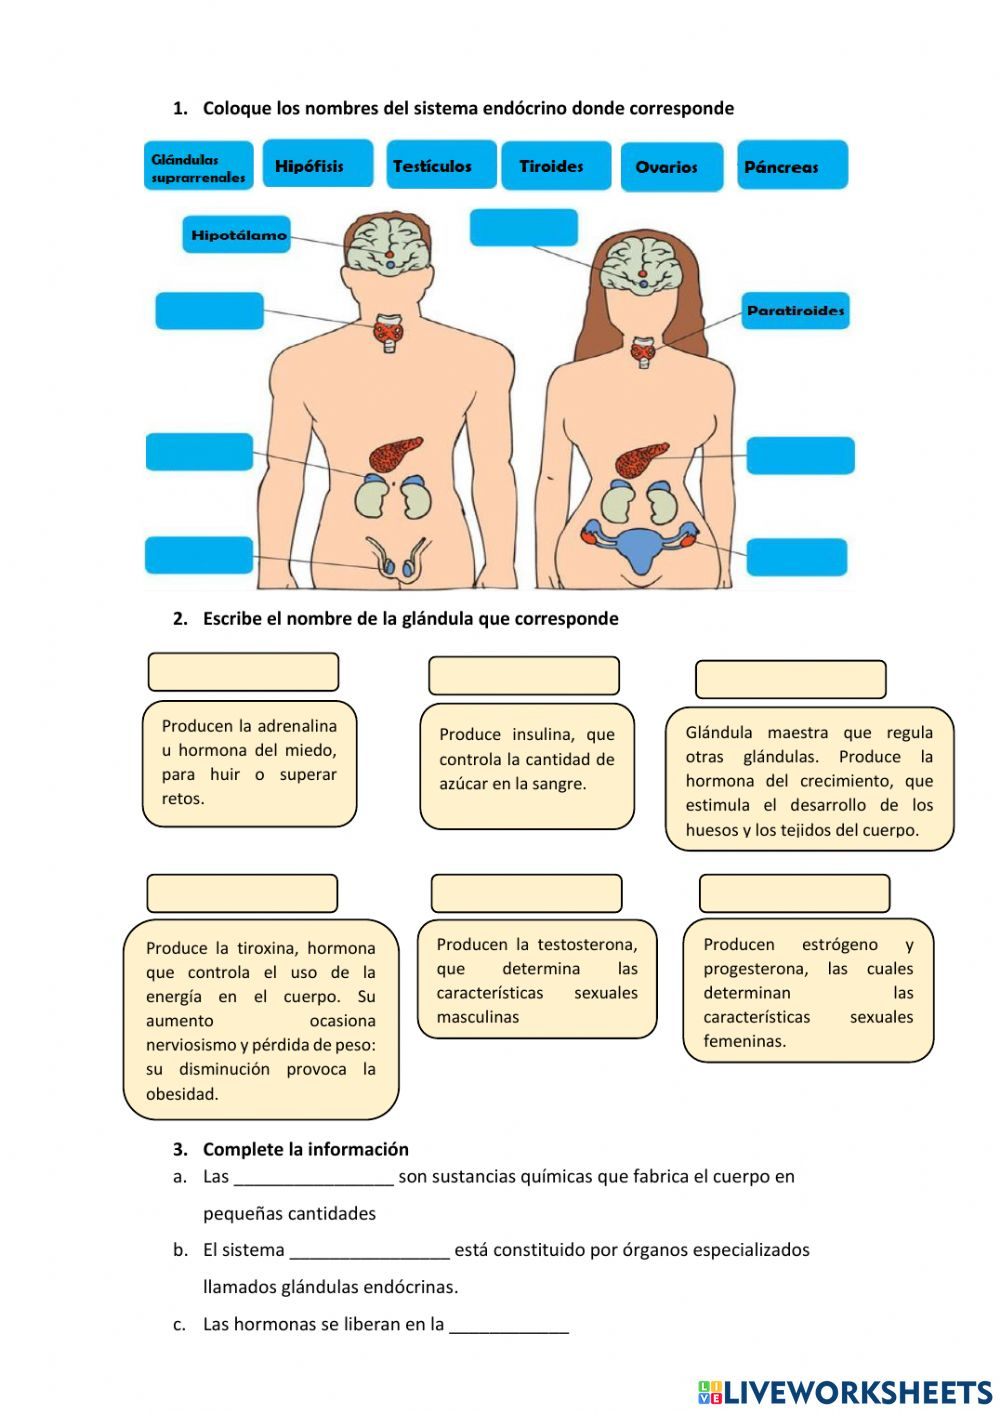 1. Coloque los nombres del sistema endócrino donde corresponde
Glándulas
suprarrenales
Hipófisis
Testículos
Tiroides
Ovarios
Páncreas
Hipotálamo
Paratiroides
2. Escribe el nombre de la glándula que corresponde
Producen la adrenalina
u hormona del miedo,
para huir o superar
retos.
Produce insulina, que
controla la cantidad de
azúcar en la sangre.
Glándula maestra que regula
otras glándulas. Produce la
hormona del crecimiento, que
estimula el desarrollo de los
huesos y los tejidos del cuerpo.
Produce la tiroxina, hormona
que controla el uso de la
energía en el cuerpo. Su
aumento ocasiona
nerviosismo y pérdida de peso:
su disminución provoca la
obesidad.
Producen la testosterona,
que determina las
características sexuales
masculinas
Producen estrógeno y
progesterona, las cuales
determinan las
características sexuales
femeninas.
3. Complete la información
a. Las ________________ son sustancias químicas que fabrica el cuerpo en
pequeñas cantidades
b. El sistema ________________ está constituido por órganos especializados
llamados glándulas endócrinas.
c. Las hormonas se liberan en la ____________
LIVE LIVEWORKSHEETS